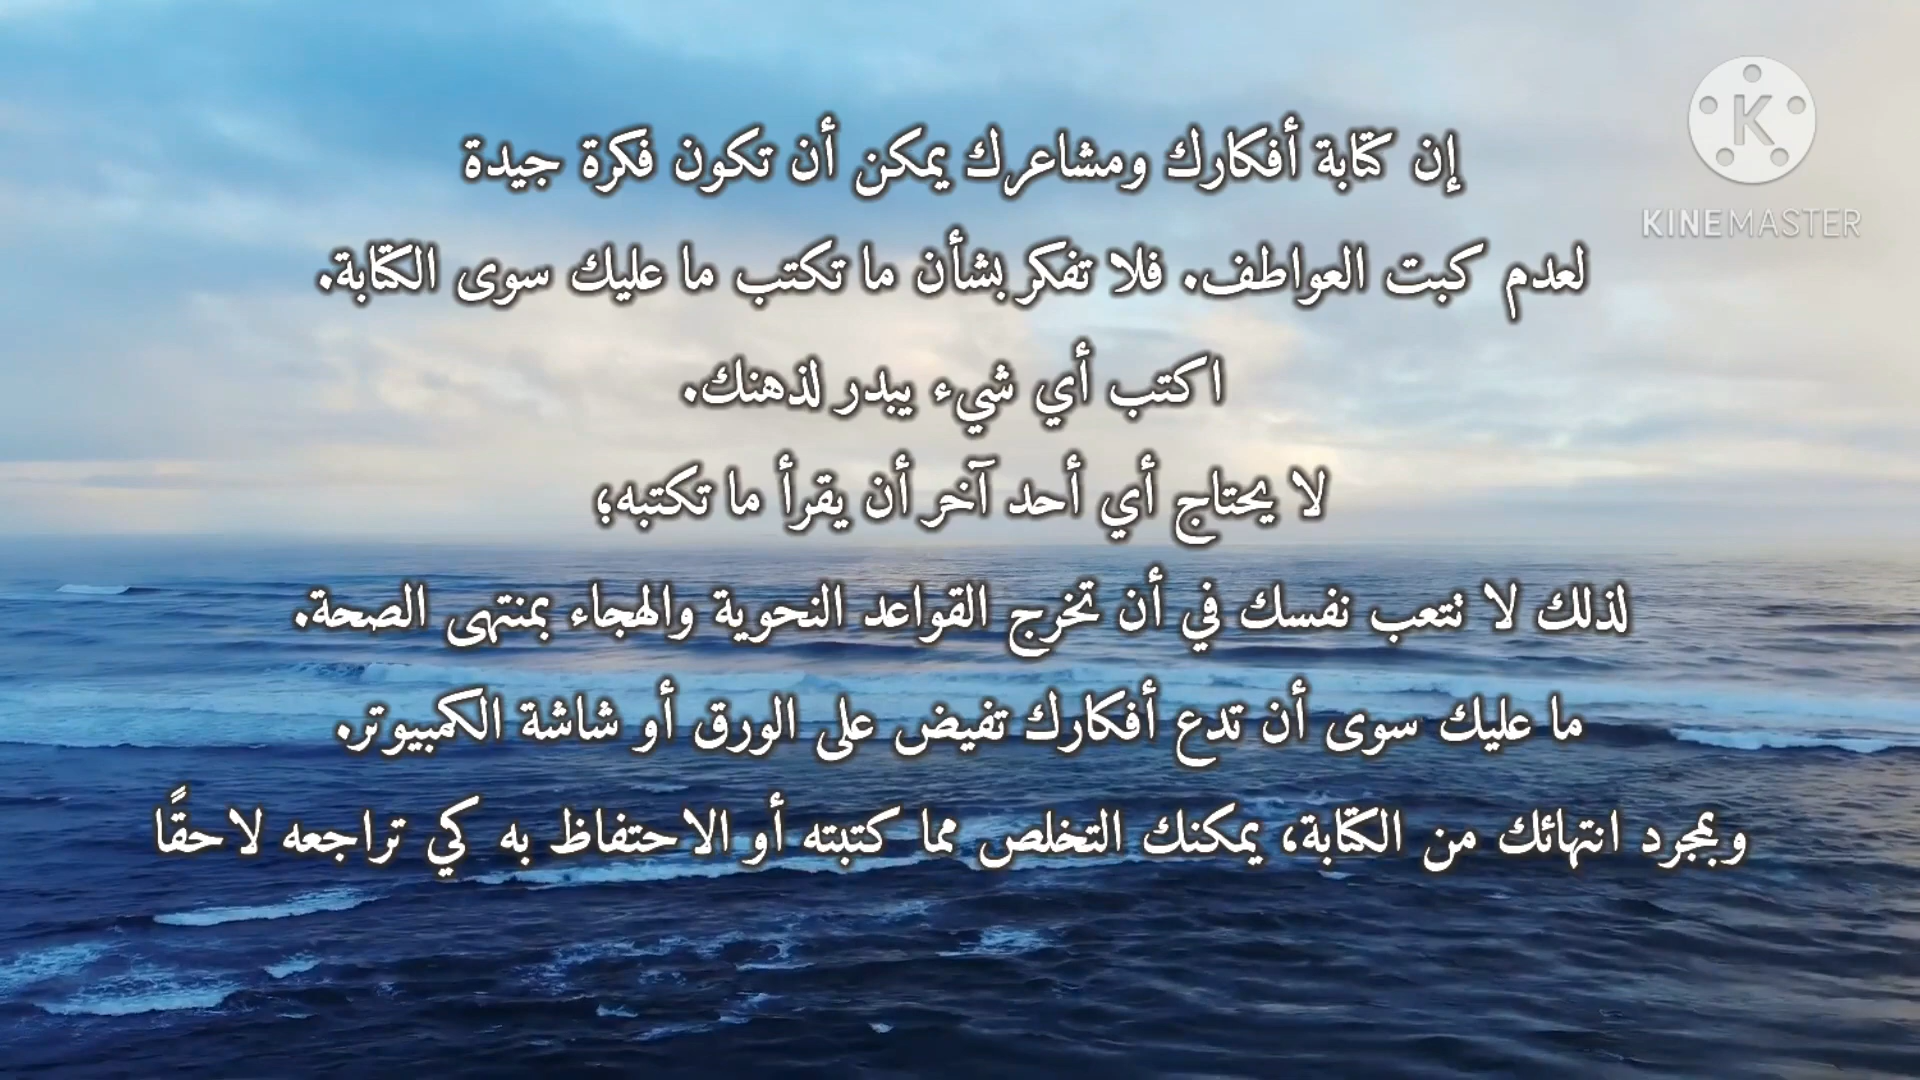 إن كتابة أفكارك ومشاعرك يمكن أن تكون فكرة جيدة
لعدم كبت العواطف. فلا تفكر بشأن ما تكتب ما عليك سوى الكتابة.
اكتب أي شيء يبدر لذهنك.
لا يحتاج أي أحد آخر أن يقرأ ما تكتبه؛
لذلك لا تتعب نفسك في أن تخرج القواعد النحوية والهجاء بمنتهى الصحة.
ما عليك سوى أن تدع أفكارك تفيض على الورق أو شاشة الكمبيوتر.
وبمجرد انتهائك من الكتابة، يمكنك التخلص مما كتبته أو الاحتفاظ به كي تراجعه لاحقًا
K
KINEMASTER